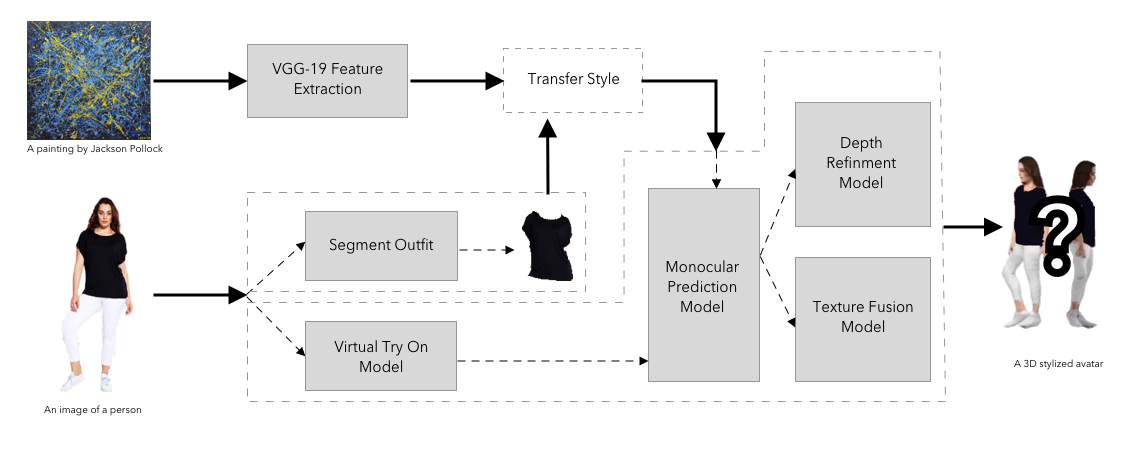 VGG-19 Feature
Extraction
Transfer Style
A painting by Jackson Pollock
Depth
Refinment
Model
Segment Outfit
Monocular
Prediction
Model
Texture Fusion
Model
Virtual Try On
Model
?
A 3D stylized avatar
An image of a person